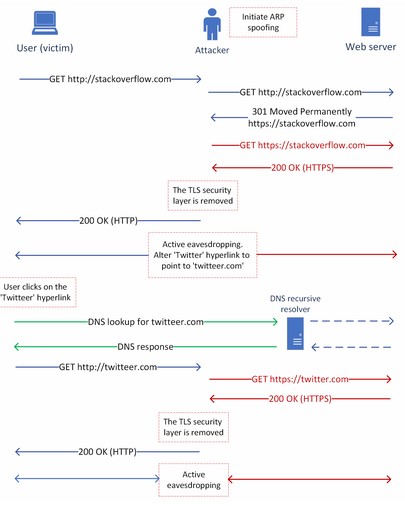 Initiate ARP
spoofing
User (victim)
Attacker
Web server
GET http://stackoverflow.com
GET http://stackoverflow.com
301 Moved Permanently
https://stackoverflow.com
GET https://stackoverflow.com
200 OK (HTTPS)
The TLS security
layer is removed
200 OK (HTTP)
Active eavesdropping.
Alter 'Twitter' hyperlink to
point to 'twitteer.com'
User clicks on the
'Twitteer' hyperlink
DNS recursive
resolver
DNS lookup for twitteer.com
DNS response
GET http://twitteer.com
GET https://twitter.com
200 OK (HTTPS)
The TLS security
layer is removed
200 OK (HTTP)
Active
eavesdropping